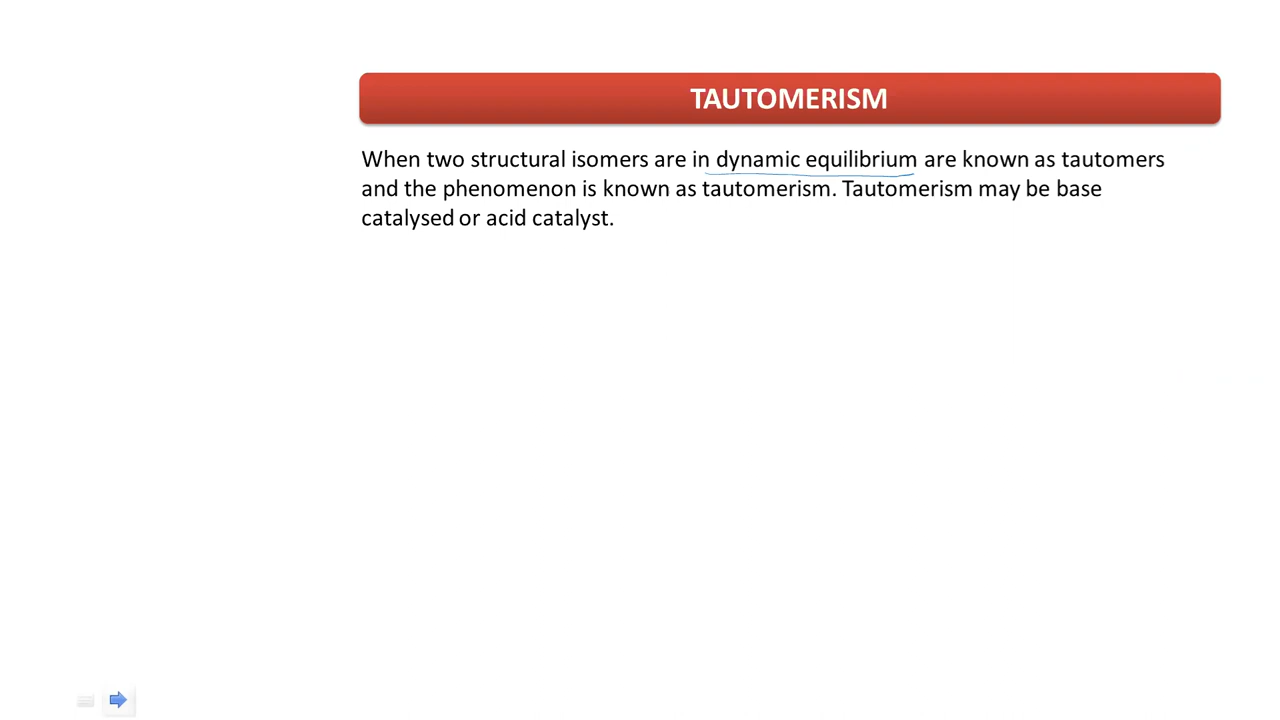 TAUTOMERISM
When two structural isomers are in dynamic equilibrium are known as tautomers
and the phenomenon is known as tautomerism. Tautomerism may be base
catalysed or acid catalyst.